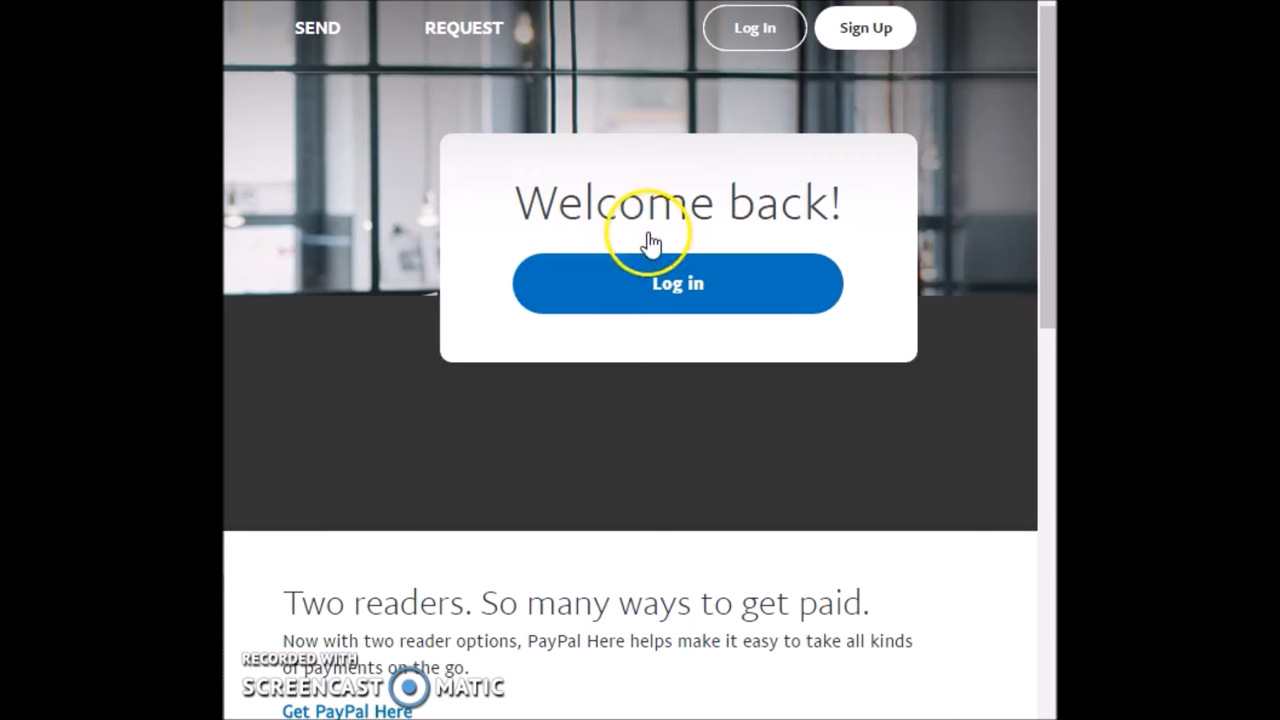 SEND REQUEST Log In Sign Up
Welcome back!
Log in
Two readers. So many ways to get paid.
Now with two reader options, PayPal Here helps make it easy to take all kinds
of payments on the go.
RECORDED WITH
SCREENCAST MATIC
Get PayPal Here